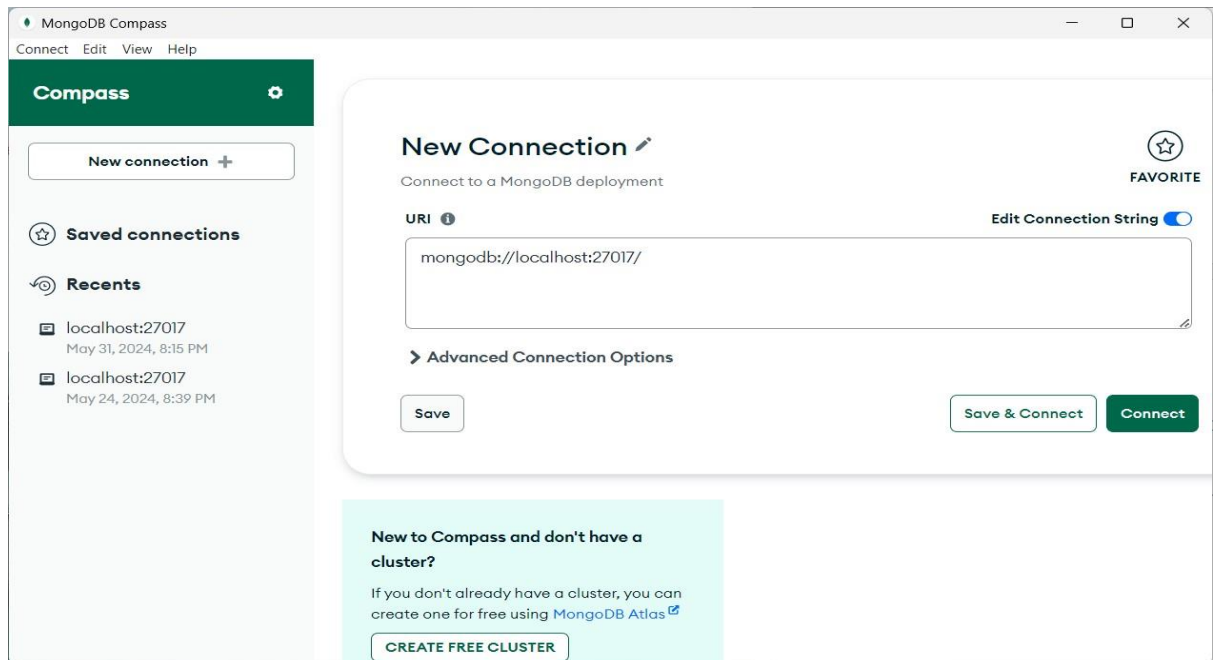 MongoDB Compass
Connect Edit View Help
Compass
New connection
Saved connections
Recents
localhost:27017
May 31, 2024, 8:15 PM
localhost:27017
May 24, 2024, 8:39 PM
New Connection
FAVORITE
Connect to a MongoDB deployment
URI
Edit Connection String
mongodb://localhost:27017/
Advanced Connection Options
Save
Save & Connect
Connect
New to Compass and don't have a
cluster?
If you don't already have a cluster, you can
create one for free using MongoDB Atlas
CREATE FREE CLUSTER